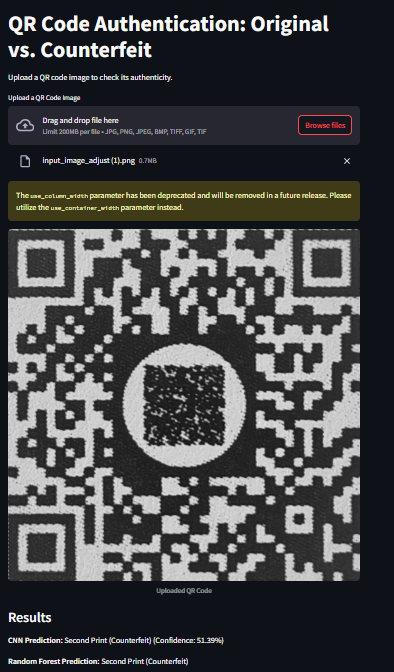 QR Code Authentication: Original
vs. Counterfeit
Upload a QR code image to check its authenticity.
Upload a QR Code Image
Drag and drop file here
Limit 200MB per file • JPG, PNG, JPEG, BMP, TIFF, GIF, TIF
Browse files
input_image_adjust (1).png 0.7MB
The use_column_width parameter has been deprecated and will be removed in a future release. Please
utilize the use_container_width parameter instead.
Uploaded QR Code
Results
CNN Prediction: Second Print (Counterfeit) (Confidence: 51.39%)
Random Forest Prediction: Second Print (Counterfeit)